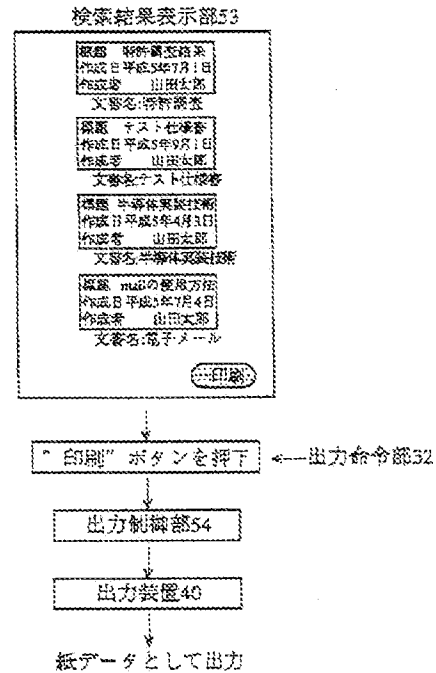 検索結果表示部53
標題 特許調査結果
作成日 平成5年7月1日
作成者 山田太郎
文書名:特許調査
標題 テスト仕様書
作成日 平成5年9月1日
作成者 山田太郎
文書名:テスト仕様書
標題 半導体実装技術
作成日 平成5年4月3日
作成者 山田太郎
文書名:半導体実装技術
標題 mailの使用方法
作成日 平成5年7月4日
作成者 山田太郎
文書名:電子メール
印刷
"印刷"ボタンを押下
出力命令部32
出力制御部54
出力装置40
紙データとして出力